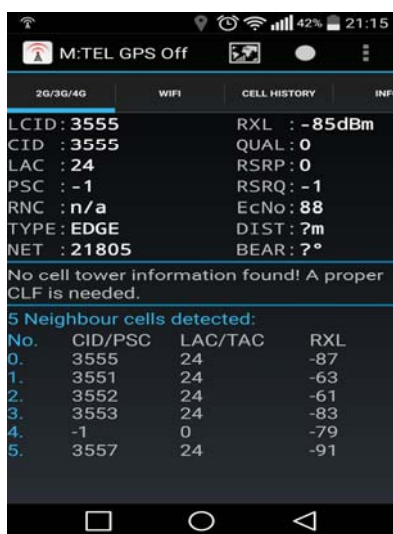 42% 21:15
M:TEL GPS Off
2G/3G/4G WIFI CELL HISTORY INF
LCID:3555 RXL :-85dBm
CID :3555 QUAL:0
LAC :24 RSRP:0
PSC :-1 RSRQ:-1
RNC :n/a EcNo:88
TYPE:EDGE DIST:?m
NET :21805 BEAR:?°
No cell tower information found! A proper
CLF is needed.
5 Neighbour cells detected:
No. CID/PSC LAC/TAC RXL
0. 3555 24 -87
1. 3551 24 -63
2. 3552 24 -61
3. 3553 24 -83
4. -1 0 -79
5. 3557 24 -91